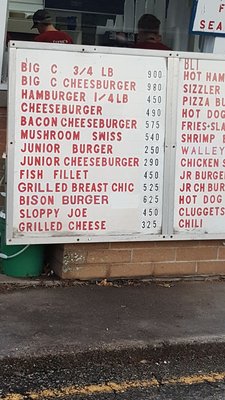 BIG C 3/4 LB 900
BIG C CHEESBURGER 980
HAMBURGER 1/4LB 450
CHEESEBURGER 490
BACON CHEESEBURGER 575
MUSHROOM SWISS 540
JUNIOR BURGER 250
JUNIOR CHEESEBURGER 290
FISH FILLET 450
GRILLED BREAST CHIC 525
BISON BURGER 625
SLOPPY JOE 450
GRILLED CHEESE 325
BLT
HOT HAM
SIZZLER
PIZZA BU
HOT DOG
FRIES·SLA
SHRIMP
WALLEY
CHICKEN S
JR BURGER
JR CH BUR
HOT DOG
CLUGGETS
CHILI
FR
SEA